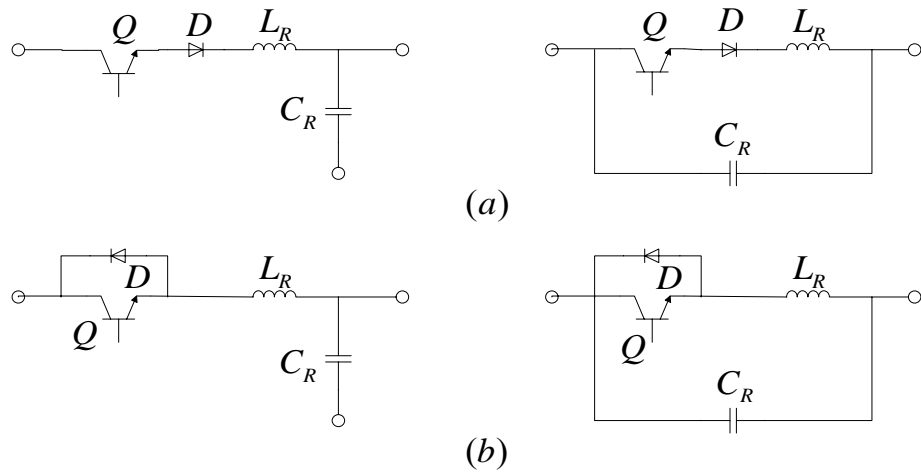 Q D L_R
C_R
Q D L_R
C_R
(a)
D L_R
Q
C_R
D L_R
Q
C_R
(b)